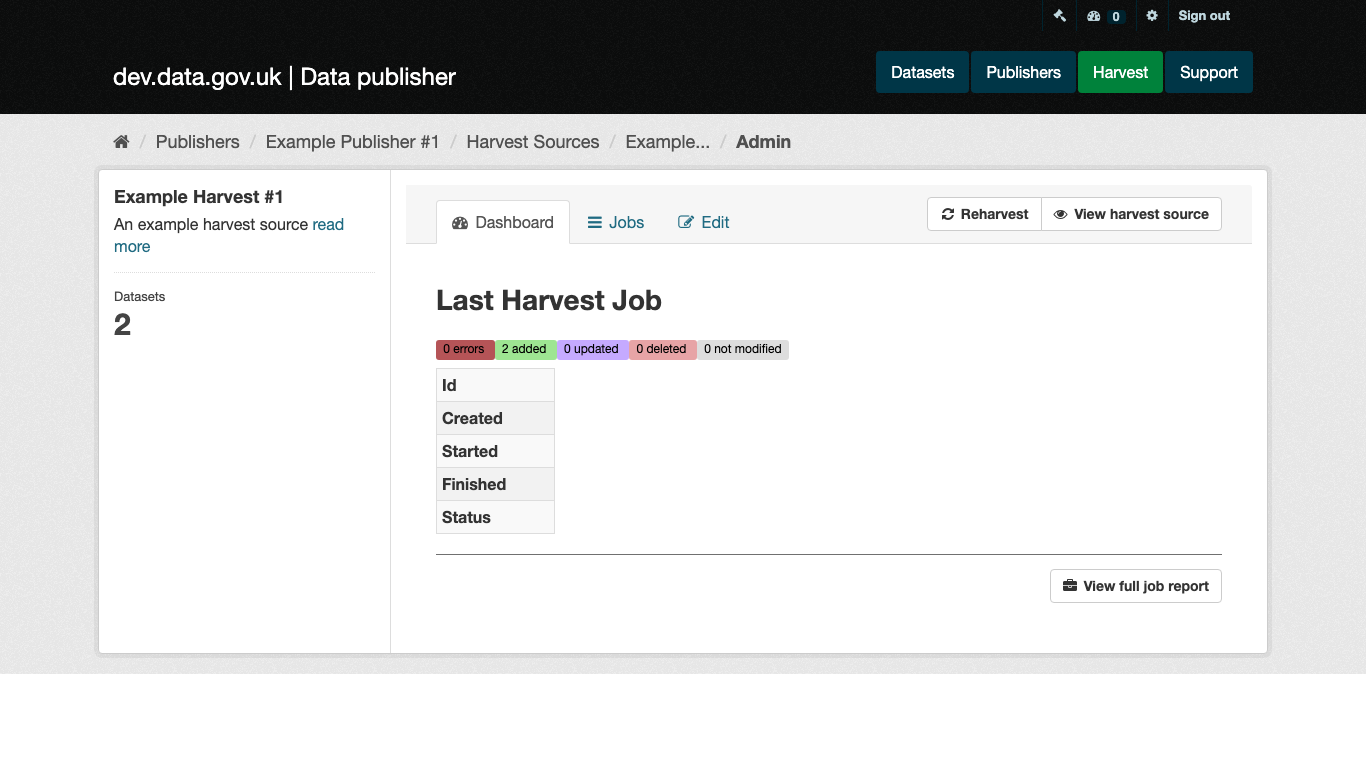 0
Sign out
dev.data.gov.uk | Data publisher
Datasets
Publishers
Harvest
Support
/ Publishers / Example Publisher #1 / Harvest Sources / Example... / Admin
Example Harvest #1
An example harvest source read
more
Datasets
2
Dashboard
Jobs
Edit
Reharvest
View harvest source
Last Harvest Job
0 errors 2 added 0 updated 0 deleted 0 not modified
Id
Created
Started
Finished
Status
View full job report